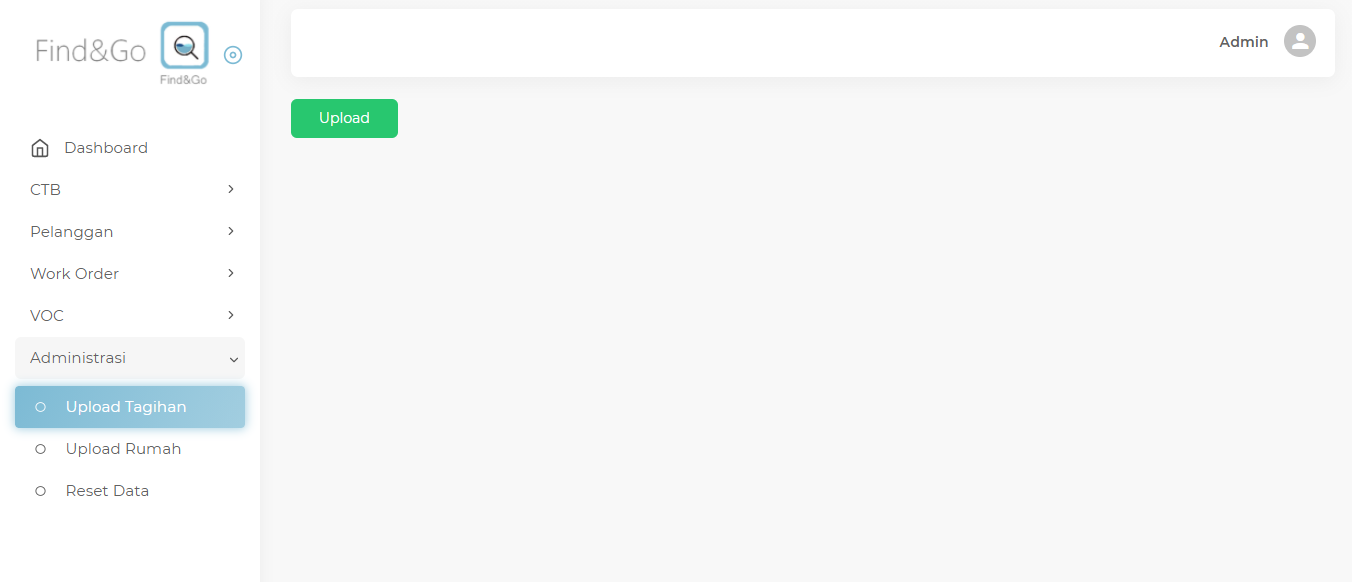 Find&Go
Find&Go
Admin
Upload
Dashboard
CTB
Pelanggan
Work Order
VOC
Administrasi
Upload Tagihan
Upload Rumah
Reset Data